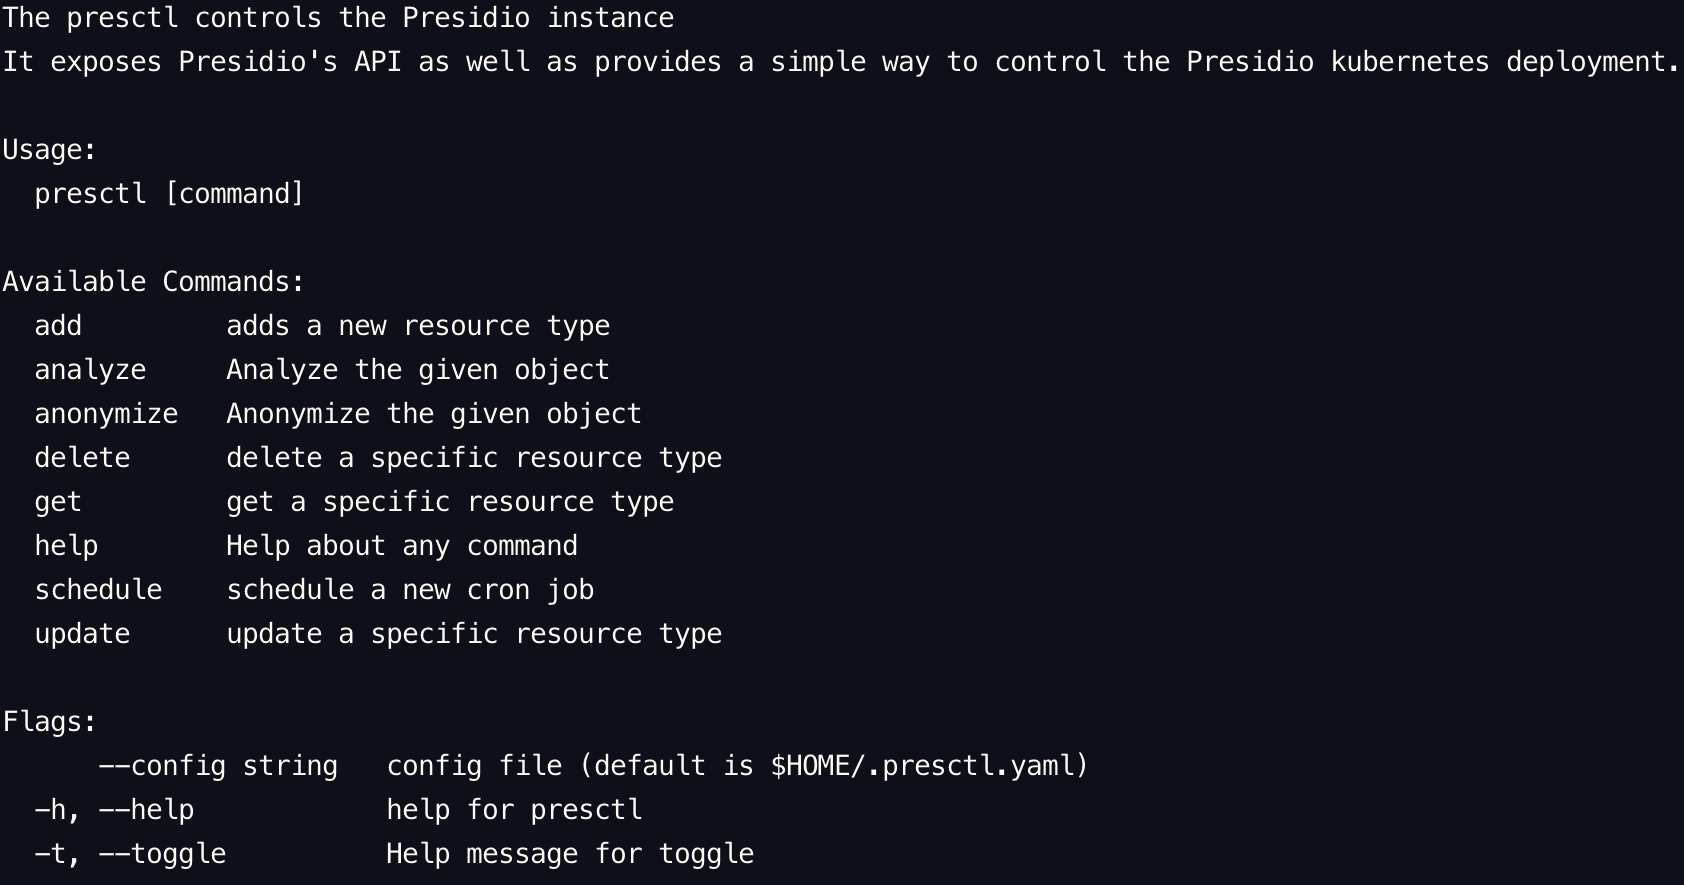 The presctl controls the Presidio instance
It exposes Presidio's API as well as provides a simple way to control the Presidio kubernetes deployment.

Usage:
  presctl [command]

Available Commands:
  add         adds a new resource type
  analyze     Analyze the given object
  anonymize   Anonymize the given object
  delete      delete a specific resource type
  get         get a specific resource type
  help        Help about any command
  schedule    schedule a new cron job
  update      update a specific resource type

Flags:
      --config string   config file (default is $HOME/.presctl.yaml)
  -h, --help            help for presctl
  -t, --toggle          Help message for toggle